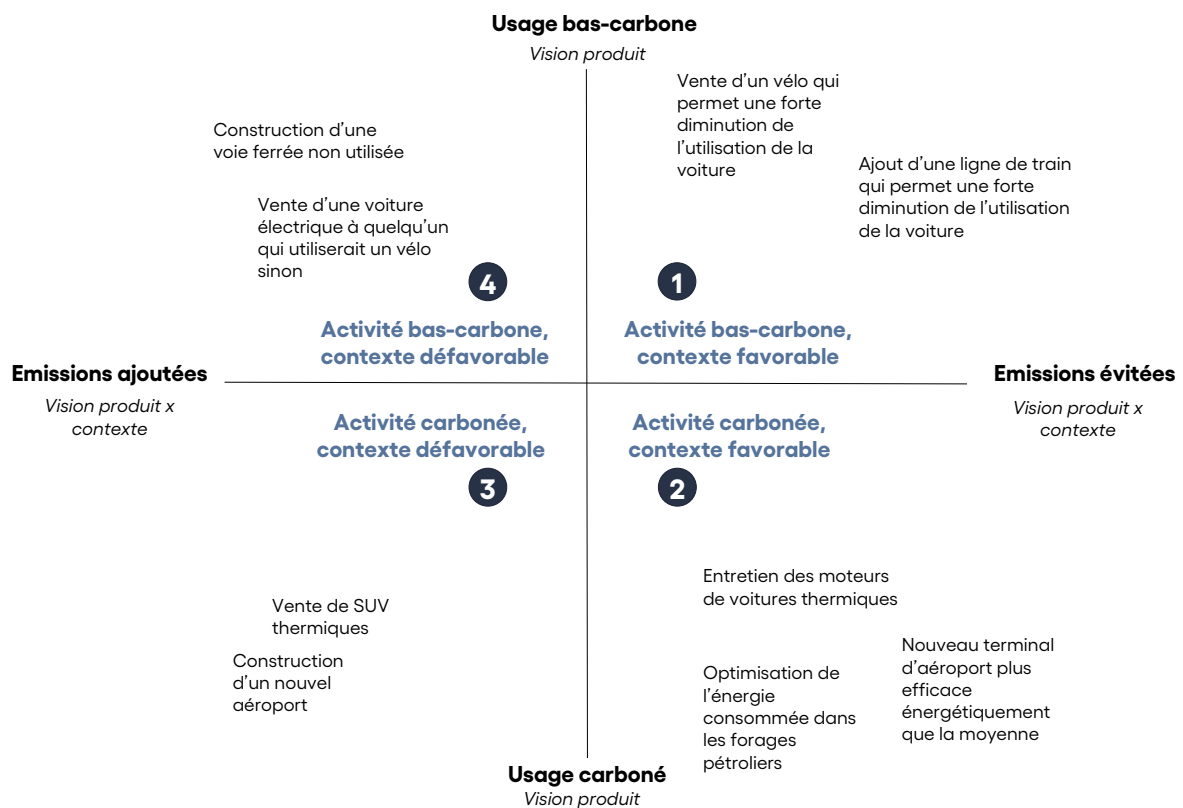 Usage bas-carbone
Vision produit
Vente d'un vélo qui
permet une forte
diminution de
l'utilisation de la
voiture
Construction d'une
voie ferrée non utilisée
Ajout d'une ligne de train
qui permet une forte
diminution de l'utilisation
de la voiture
Vente d'une voiture
électrique à quelqu'un
qui utiliserait un vélo
sinon
4
1
Activité bas-carbone,
contexte défavorable
Activité bas-carbone,
contexte favorable
Emissions ajoutées
Vision produit x
contexte
Emissions évitées
Vision produit x
contexte
Activité carbonée,
contexte défavorable
Activité carbonée,
contexte favorable
3
2
Vente de SUV
thermiques
Construction
d'un nouvel
aéroport
Entretien des moteurs
de voitures thermiques
Optimisation de
l'énergie
consommée dans
les forages
pétroliers
Nouveau terminal
d'aéroport plus
efficace
énergétiquement
que la moyenne
Usage carboné
Vision produit